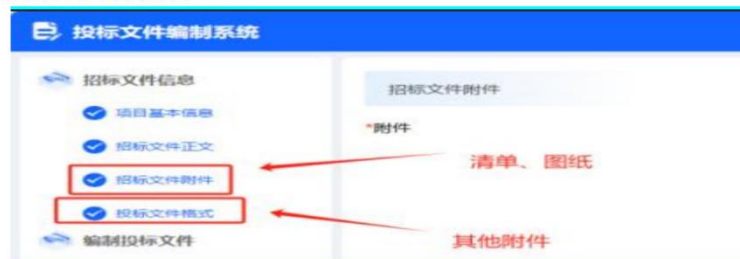 投标文件编制系统
招标文件信息
项目基本信息
招标文件正文
招标文件附件
投标文件格式
编制投标文件
招标文件附件
*附件
清单、图纸
其他附件